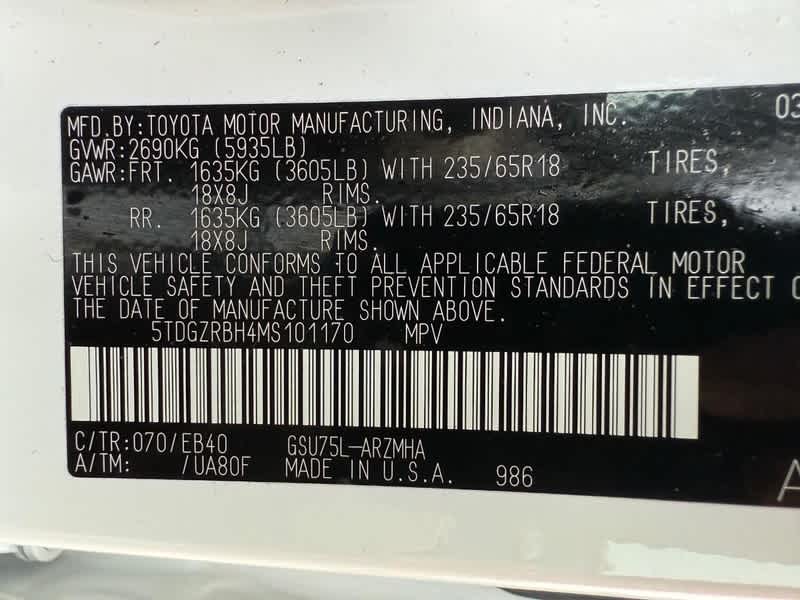 MFD.BY:TOYOTA MOTOR MANUFACTURING, INDIANA, INC. 03
GVWR:2690KG (5935LB)
GAWR:FRT. 1635KG (3605LB) WITH 235/65R18 TIRES,
18X8J RIMS.
RR. 1635KG (3605LB) WITH 235/65R18 TIRES,
18X8J RIMS.
THIS VEHICLE CONFORMS TO ALL APPLICABLE FEDERAL MOTOR
VEHICLE SAFETY AND THEFT PREVENTION STANDARDS IN EFFECT O
THE DATE OF MANUFACTURE SHOWN ABOVE.
5TDGZRBH4MS101170 MPV
C/TR:070/EB40 GSU75L-ARZMHA
A/TM: /UA80F MADE IN U.S.A. 986
A